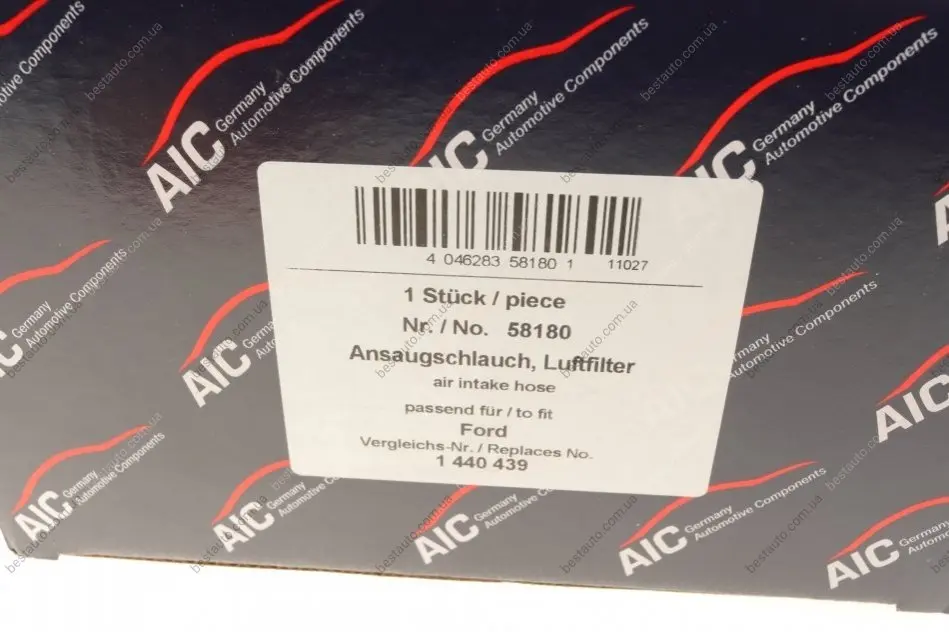 AIC Germany
Automotive Components
AIC Germany
Automotive Components
AIC Germany
Automotive Components
4 046283 58180 1 11027
1 Stück / piece
Nr. / No. 58180
Ansaugschlauch, Luftfilter
air intake hose
passend für / to fit
Ford
Vergleichs-Nr. / Replaces No.
1 440 439
AIC Germany
Automotive Components
AIC Germany
Automotive Components
AIC Germany
Automotive Components
AIC Germany
Automotive Components
bestauto.com.ua